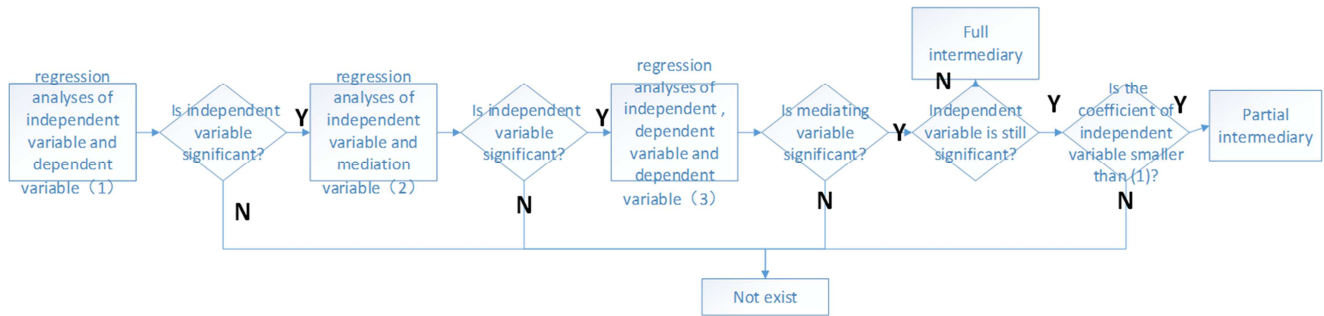 regression
analyses of
independent
variable and
dependent
variable（1）
Is independent
variable
significant?
Y
N
regression
analyses of
independent
variable and
mediation
variable（2）
Is independent
variable
significant?
Y
N
regression
analyses of
independent ,
dependent
variable and
dependent
variable（3）
Is mediating
variable
significant?
Y
N
Independent
variable is still
significant?
N
Full
intermediary
Y
Is the
coefficient of
independent
variable smaller
than (1)?
Y
N
Partial
intermediary
Not exist